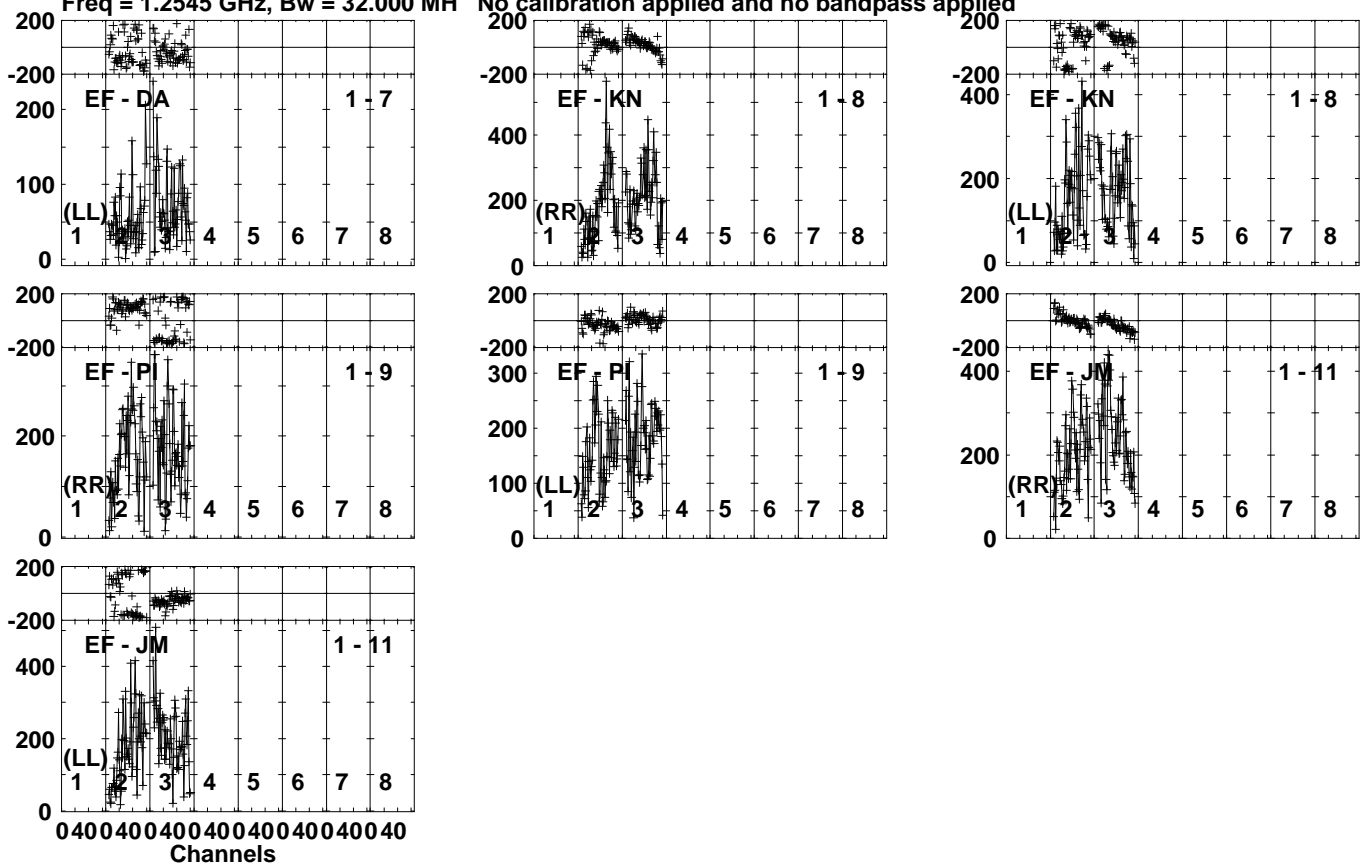 Freq = 1.2545 GHz, Bw = 32.000 MH No calibration applied and no bandpass applied
200 200 200
-200 -200 -200
EF - DA 1 - 7 EF - KN 1 - 8 EF - KN 1 - 8
200 400 400
100 200 200
0 0 0
(LL) (RR) (LL)
1 2 3 4 5 6 7 8 1 2 3 4 5 6 7 8 1 2 3 4 5 6 7 8
200 200 200
-200 -200 -200
EF - PI 1 - 9 EF - PI 1 - 9 EF - JM 1 - 11
200 300 400
0 200 200
100 0
0
(RR) (LL) (RR)
1 2 3 4 5 6 7 8 1 2 3 4 5 6 7 8 1 2 3 4 5 6 7 8
200
-200
EF - JM 1 - 11
400
200
(LL)
1 2 3 4 5 6 7 8
0
0 40 0 40 0 40 0 40 0 40 0 40 0 40 0 40
Channels